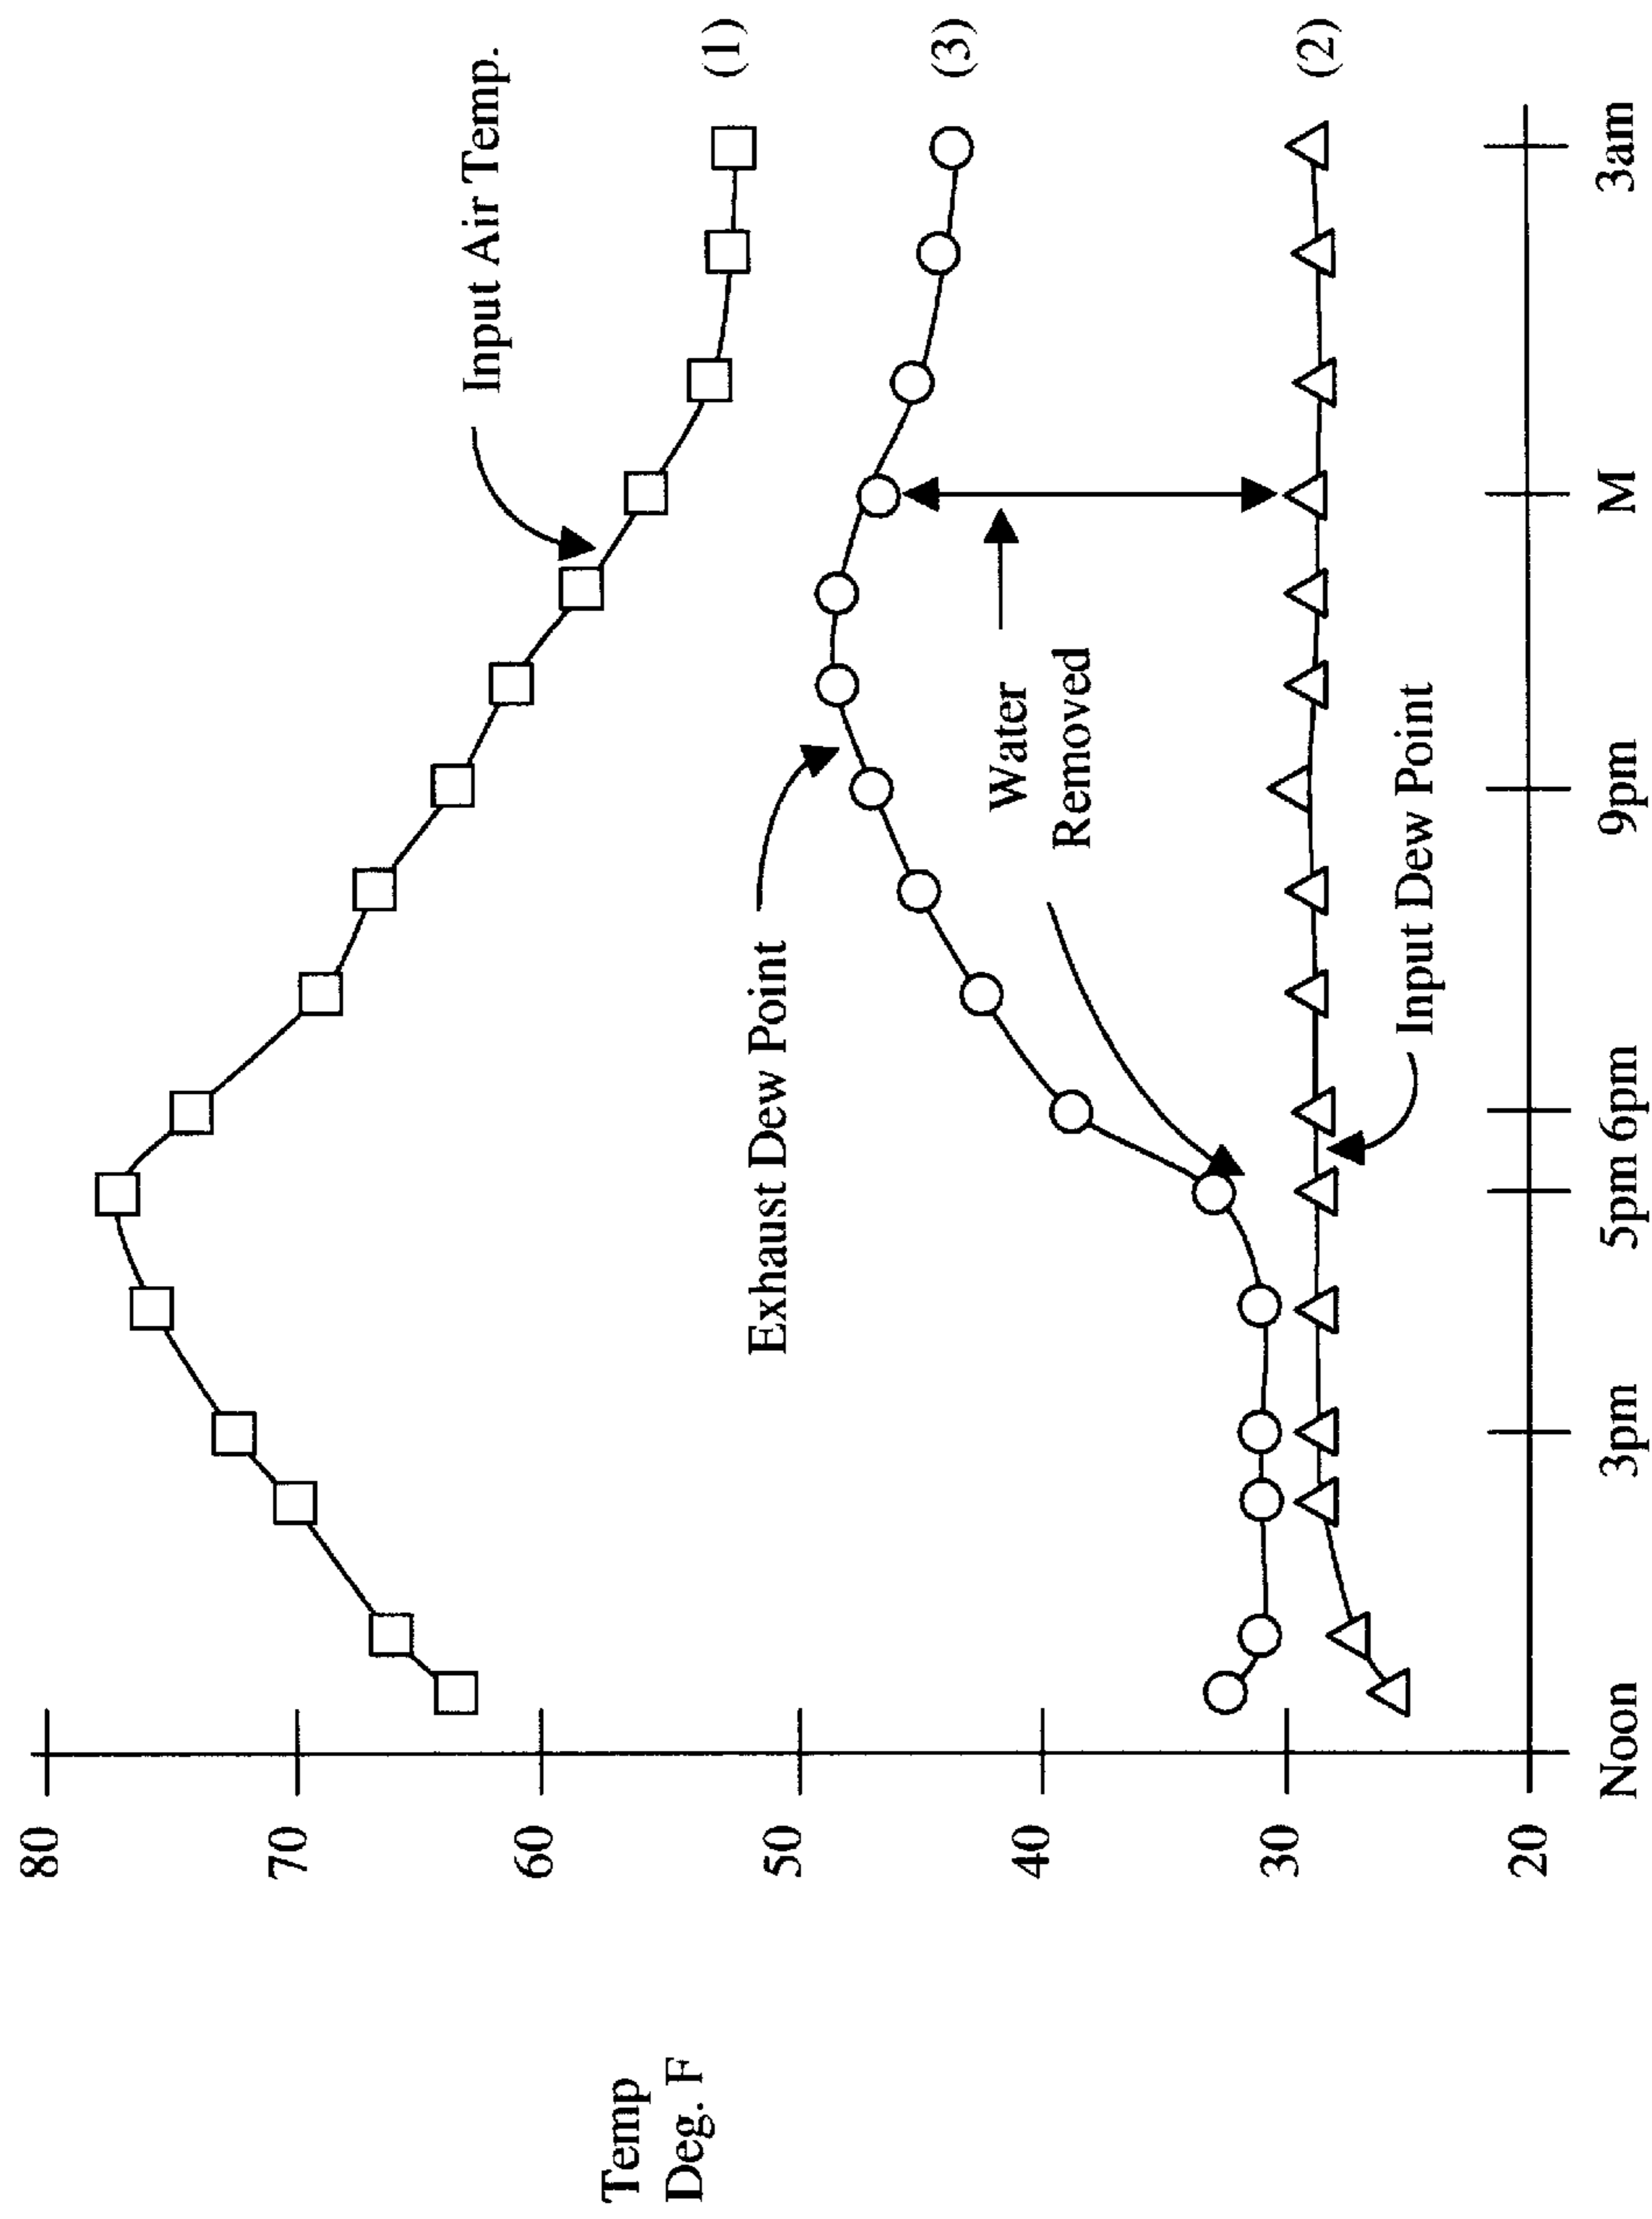 80
70
60
50
40
30
20
Temp
Deg. F
Input Air Temp.
(1)
Exhaust Dew Point
(3)
Water
Removed
Input Dew Point
(2)
Noon
3pm
5pm
6pm
9pm
M
3am